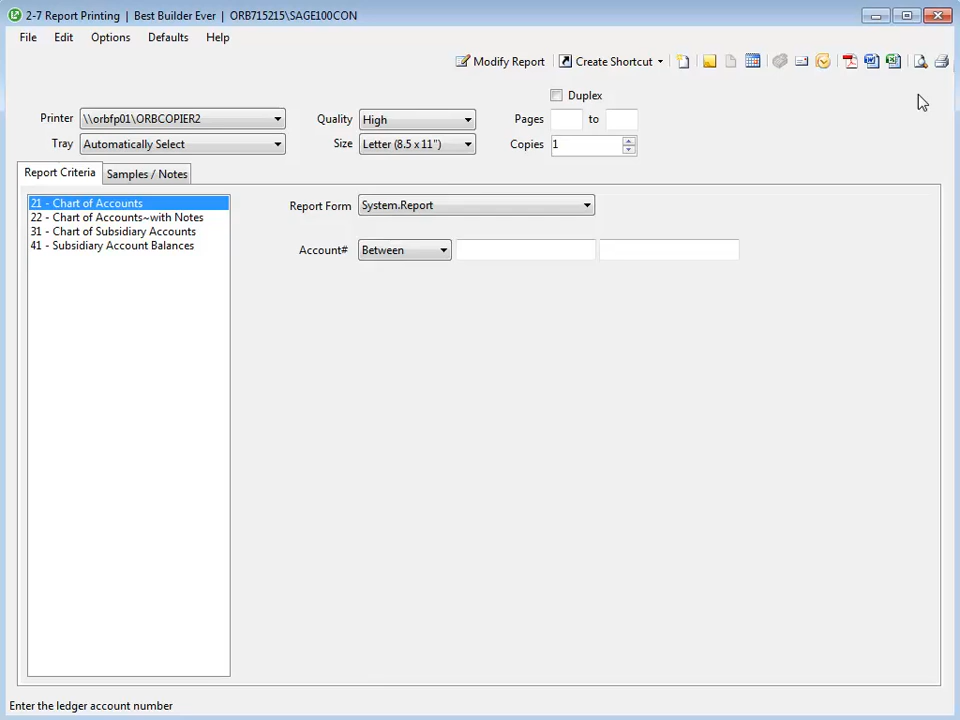 2-7 Report Printing | Best Builder Ever | ORB715215\SAGE100CON
File Edit Options Defaults Help
Modify Report Create Shortcut
Duplex
Printer \\orbfp01\ORBCOPIER2 Quality High Pages to
Tray Automatically Select Size Letter (8.5 x 11") Copies 1
Report Criteria Samples / Notes
21 - Chart of Accounts
22 - Chart of Accounts~with Notes
31 - Chart of Subsidiary Accounts
41 - Subsidiary Account Balances
Report Form System.Report
Account# Between
Enter the ledger account number